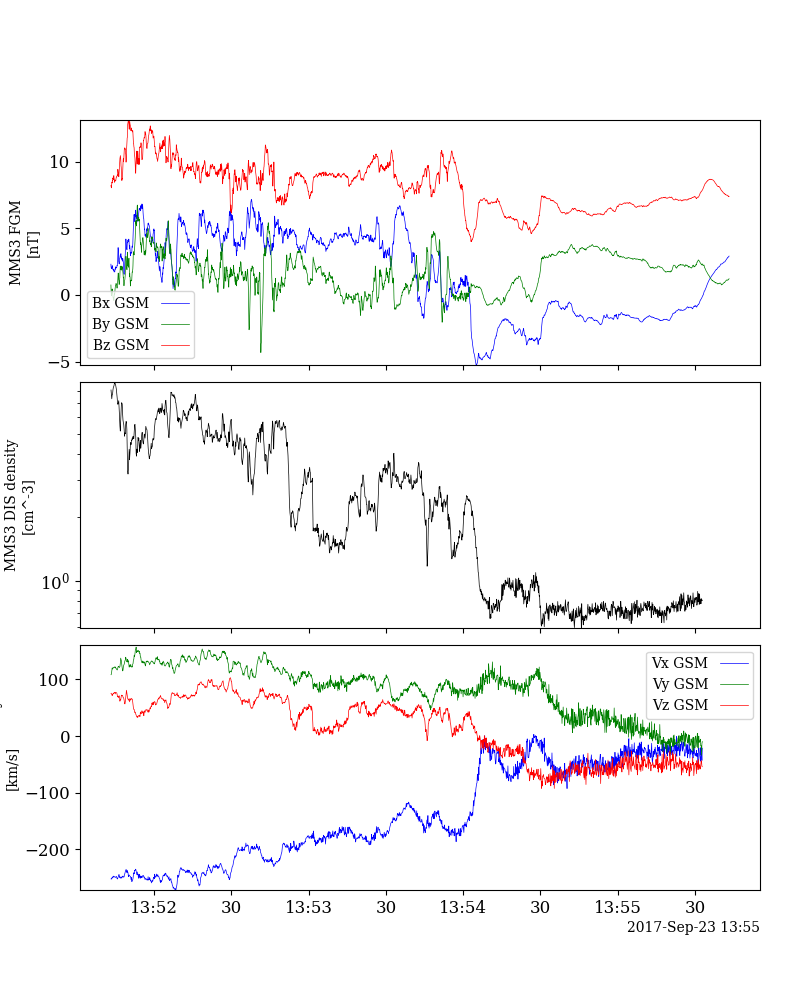 MMS3 FGM
[nT]
10
5
0
−5
Bx GSM
By GSM
Bz GSM
MMS3 DIS density
[cm^-3]
10^0
[km/s]
100
0
−100
−200
Vx GSM
Vy GSM
Vz GSM
13:52 30 13:53 30 13:54 30 13:55 30
2017-Sep-23 13:55